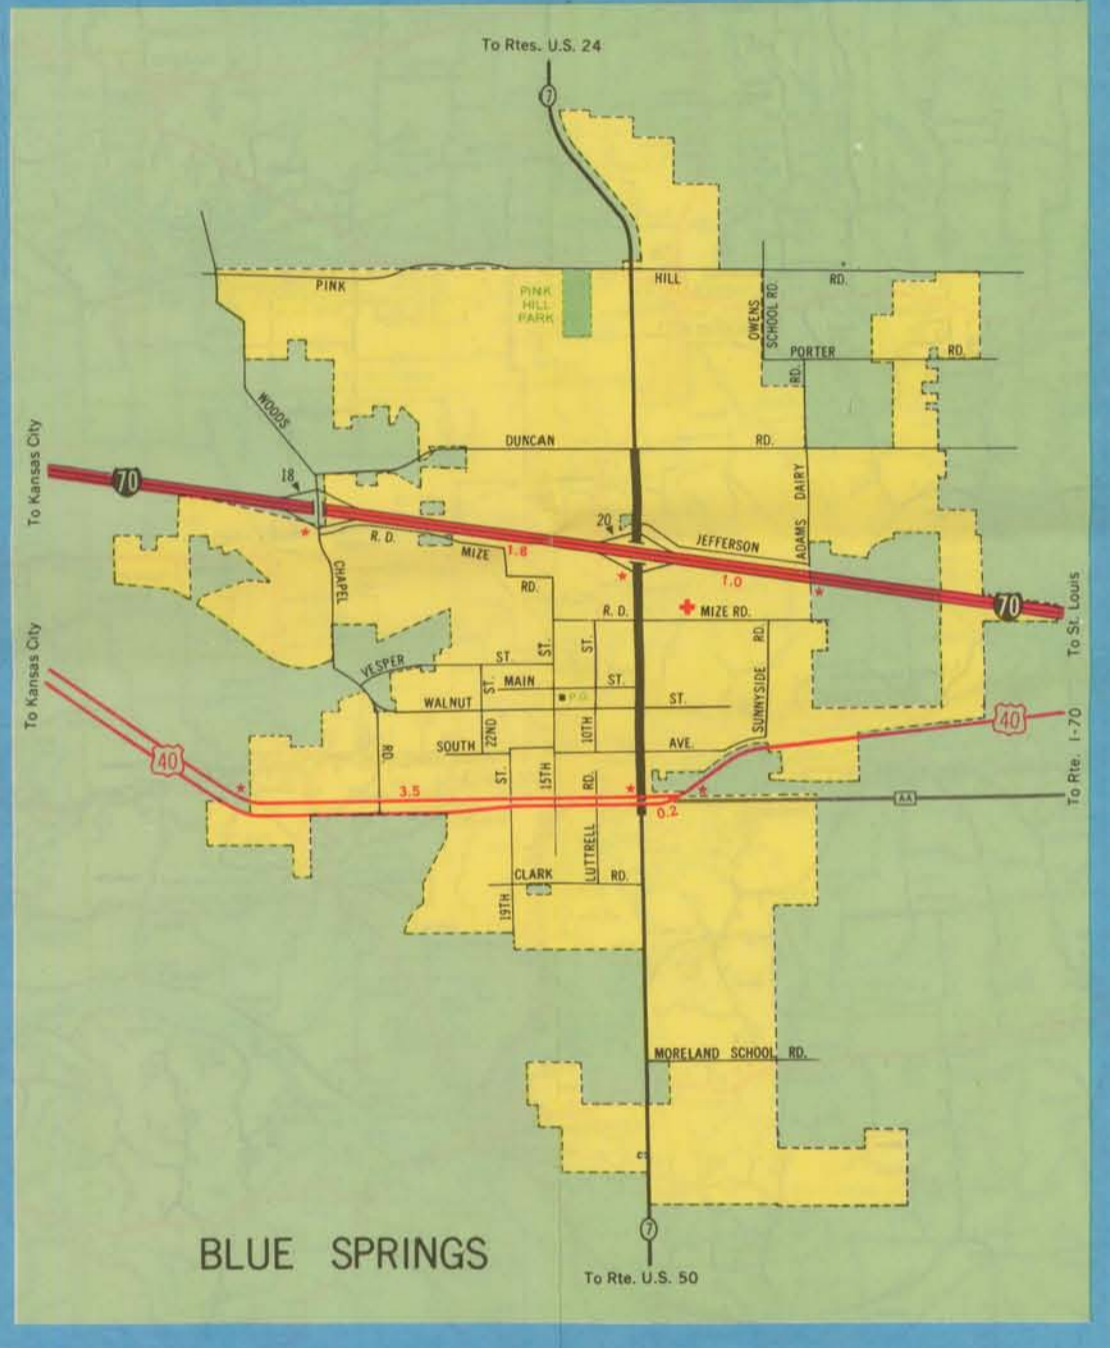 To Rtes. U.S. 24
7
PINK
HILL
RD.
PINK
HILL
PARK
OWENS
SCHOOL RD.
PORTER
RD.
RD.
WOODS
DUNCAN
RD.
To Kansas City
70
18
ADAMS DAIRY
R. D.
MIZE
1.8
20
JEFFERSON
1.0
CHAPEL
RD.
R. D.
MIZE RD.
70
To St. Louis
To Kansas City
VESPER
ST.
ST.
ST.
RD.
MAIN
ST.
ST.
P.O.
WALNUT
ST.
SUNNYSIDE
40
SOUTH
22ND
10TH
AVE.
RD
40
ST.
15TH
RD.
3.5
0.2
AA
To Rte. I-70
LUTTRELL
CLARK
RD.
19TH
MORELAND SCHOOL RD.
7
BLUE SPRINGS
To Rte. U.S. 50